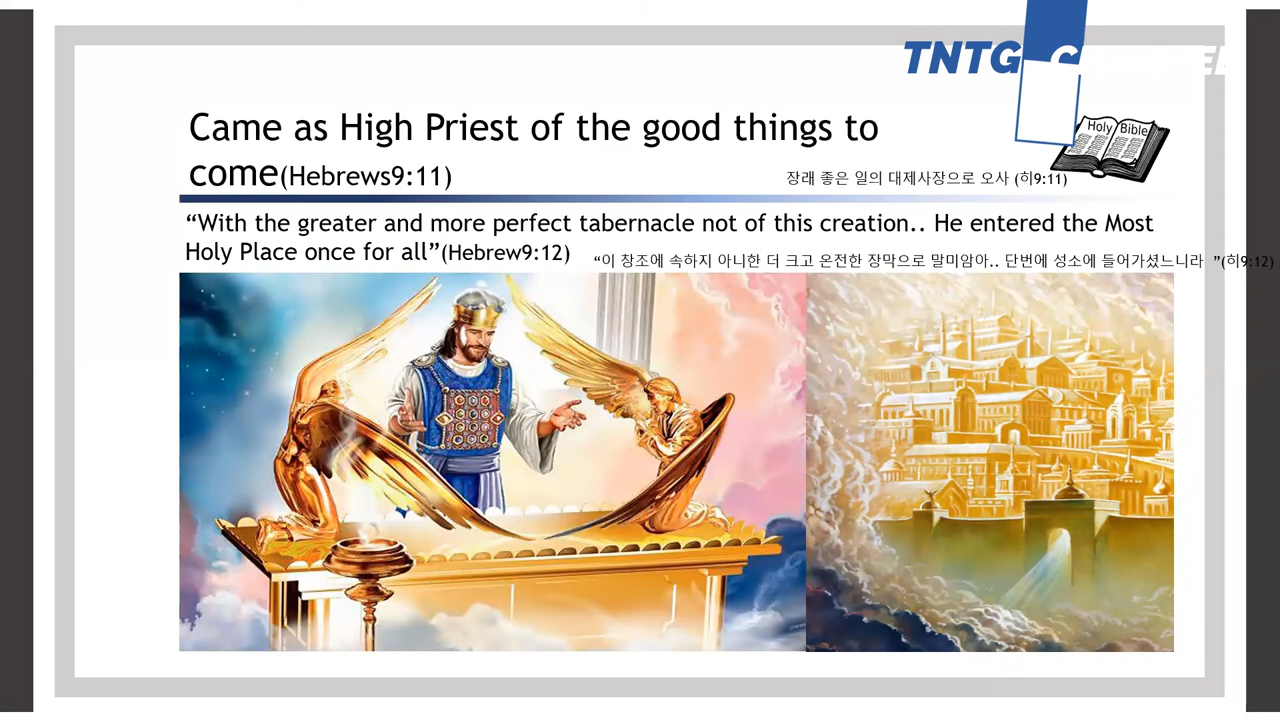 TNTG
Came as High Priest of the good things to
come(Hebrews9:11)
장래 좋은 일의 대제사장으로 오사 (히9:11)
Holy Bible
“With the greater and more perfect tabernacle not of this creation.. He entered the Most
Holy Place once for all”(Hebrew9:12)
“이 창조에 속하지 아니한 더 크고 온전한 장막으로 말미암아.. 단번에 성소에 들어가셨느니라 ”(히9:12)